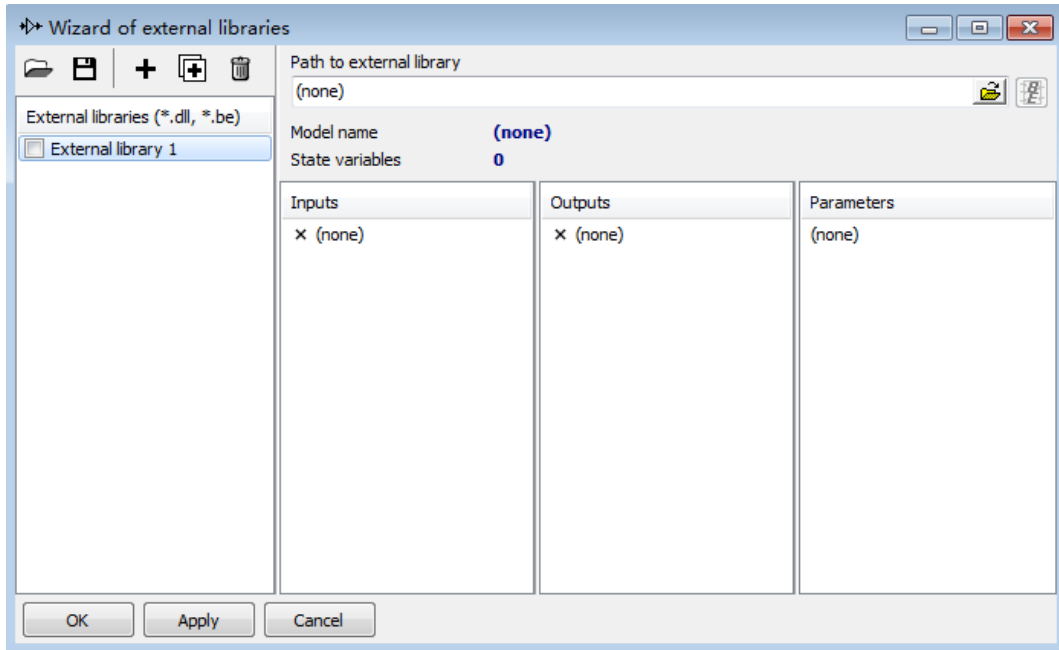 Wizard of external libraries
Path to external library
(none)
External libraries (*.dll, *.be)
External library 1
Model name (none)
State variables 0
Inputs Outputs Parameters
× (none) × (none) (none)
OK Apply Cancel